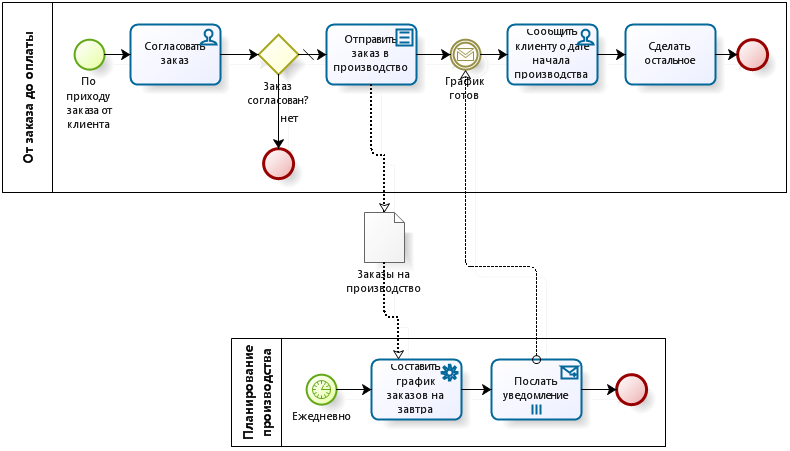 От заказа до оплаты
По
приходу
заказа от
клиента
Согласовать
заказ
Заказ
согласован?
нет
Отправить
заказ в
производство
График
готов
Сообщить
клиенту о дате
начала
производства
Сделать
остальное
Заказы на
производство
Планирование
производства
Ежедневно
Составить
график
заказов на
завтра
Послать
уведомление